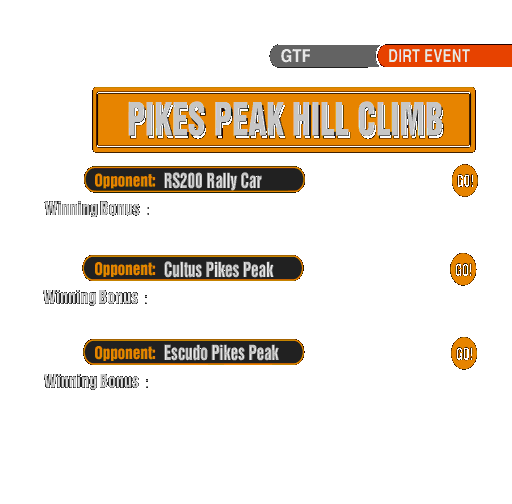 GTF DIRT EVENT
PIKES PEAK HILL CLIMB
Opponent: RS200 Rally Car GO!
Winning Bonus :
Opponent: Cultus Pikes Peak GO!
Winning Bonus :
Opponent: Escudo Pikes Peak GO!
Winning Bonus :